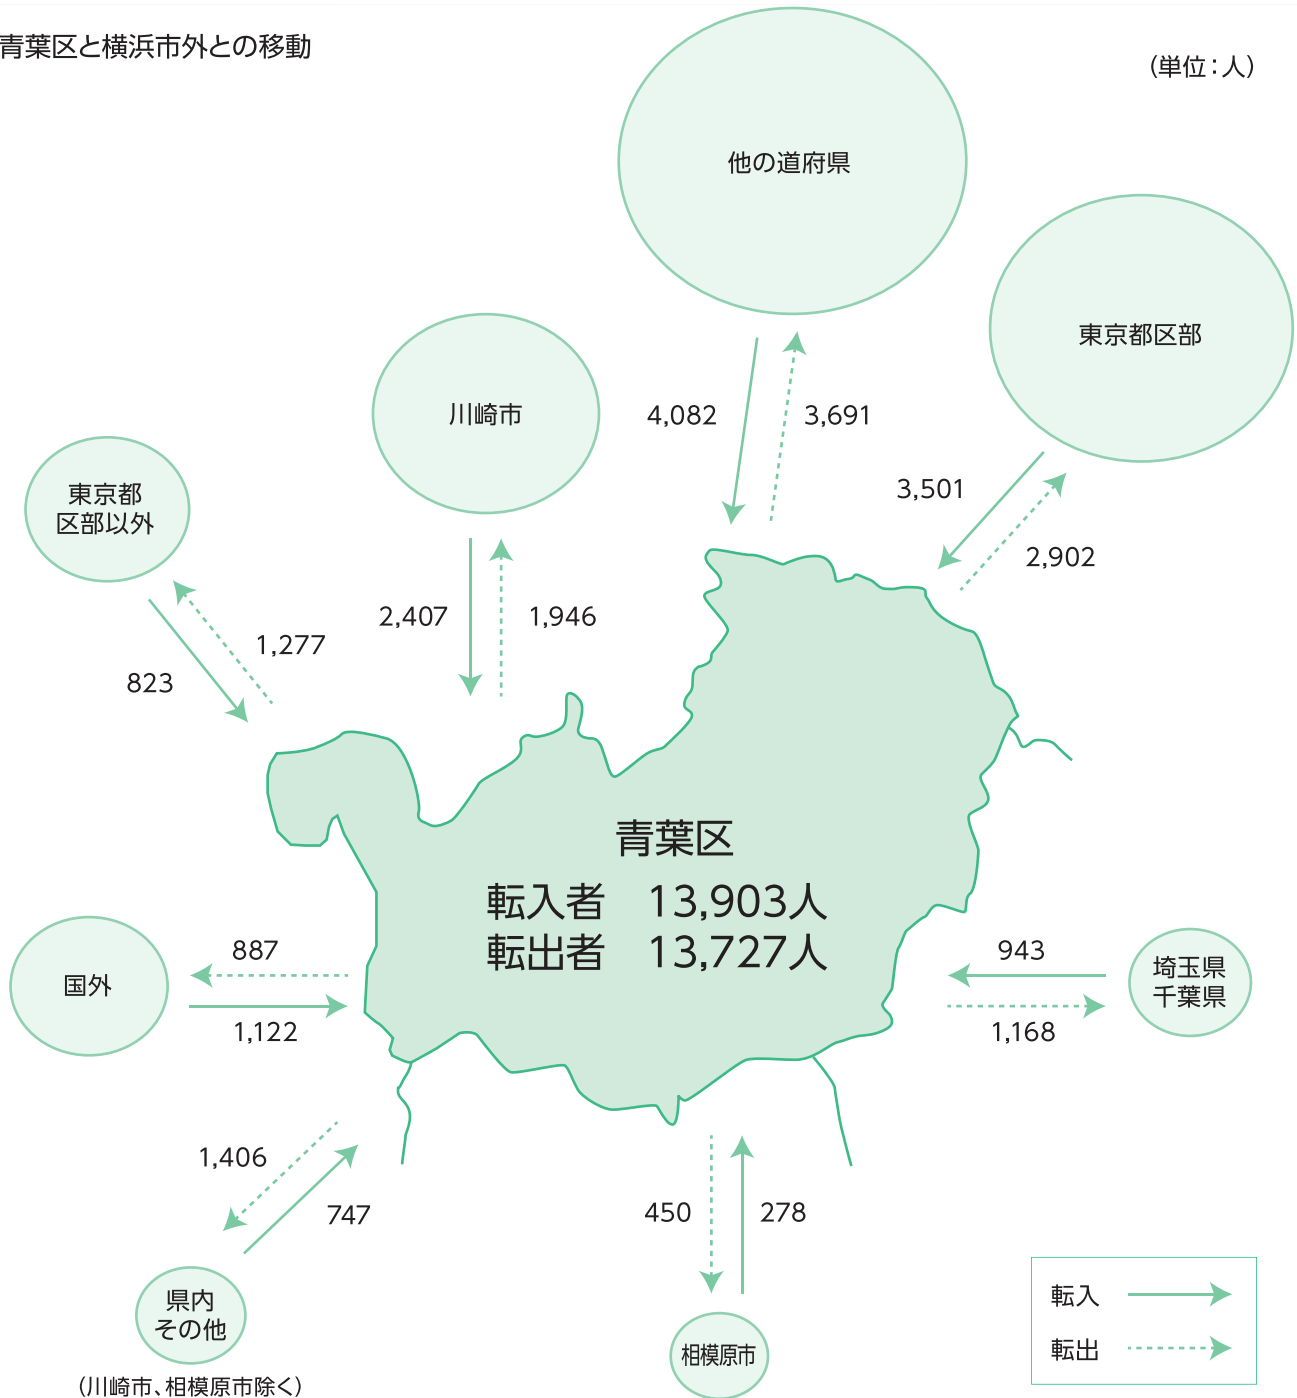 青葉区と横浜市外との移動
（単位：人）
他の道府県
東京都区部
川崎市
東京都
区部以外
4,082
3,691
3,501
2,902
2,407
1,946
1,277
823
青葉区
転入者　13,903人
転出者　13,727人
国外
887
1,122
943
1,168
埼玉県
千葉県
1,406
747
450
278
県内
その他
（川崎市、相模原市除く）
相模原市
転入
転出